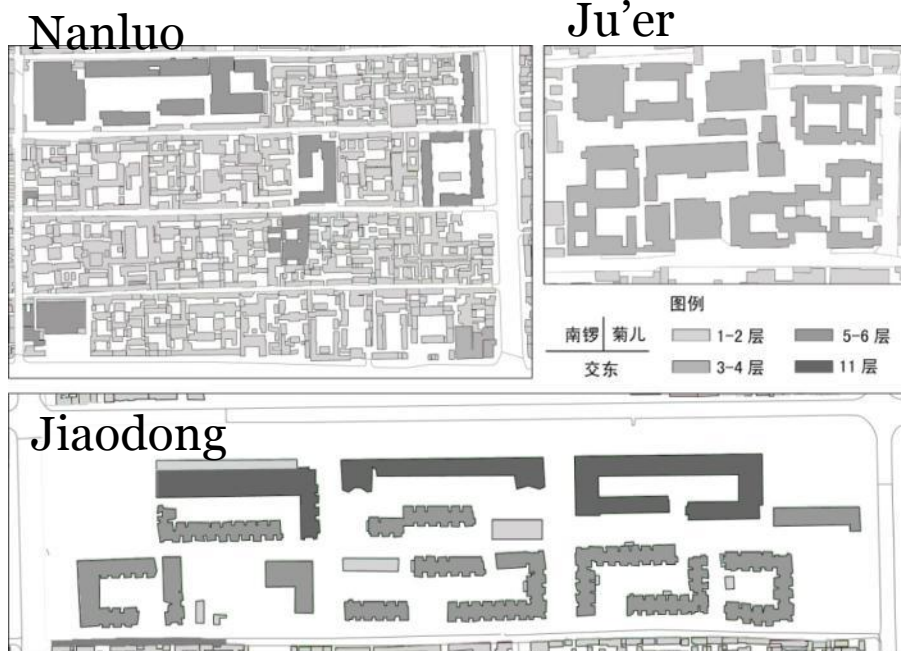 Nanluo
Ju’er
图例
南锣 菊儿
交东
1-2 层
5-6 层
3-4 层
11 层
Jiaodong